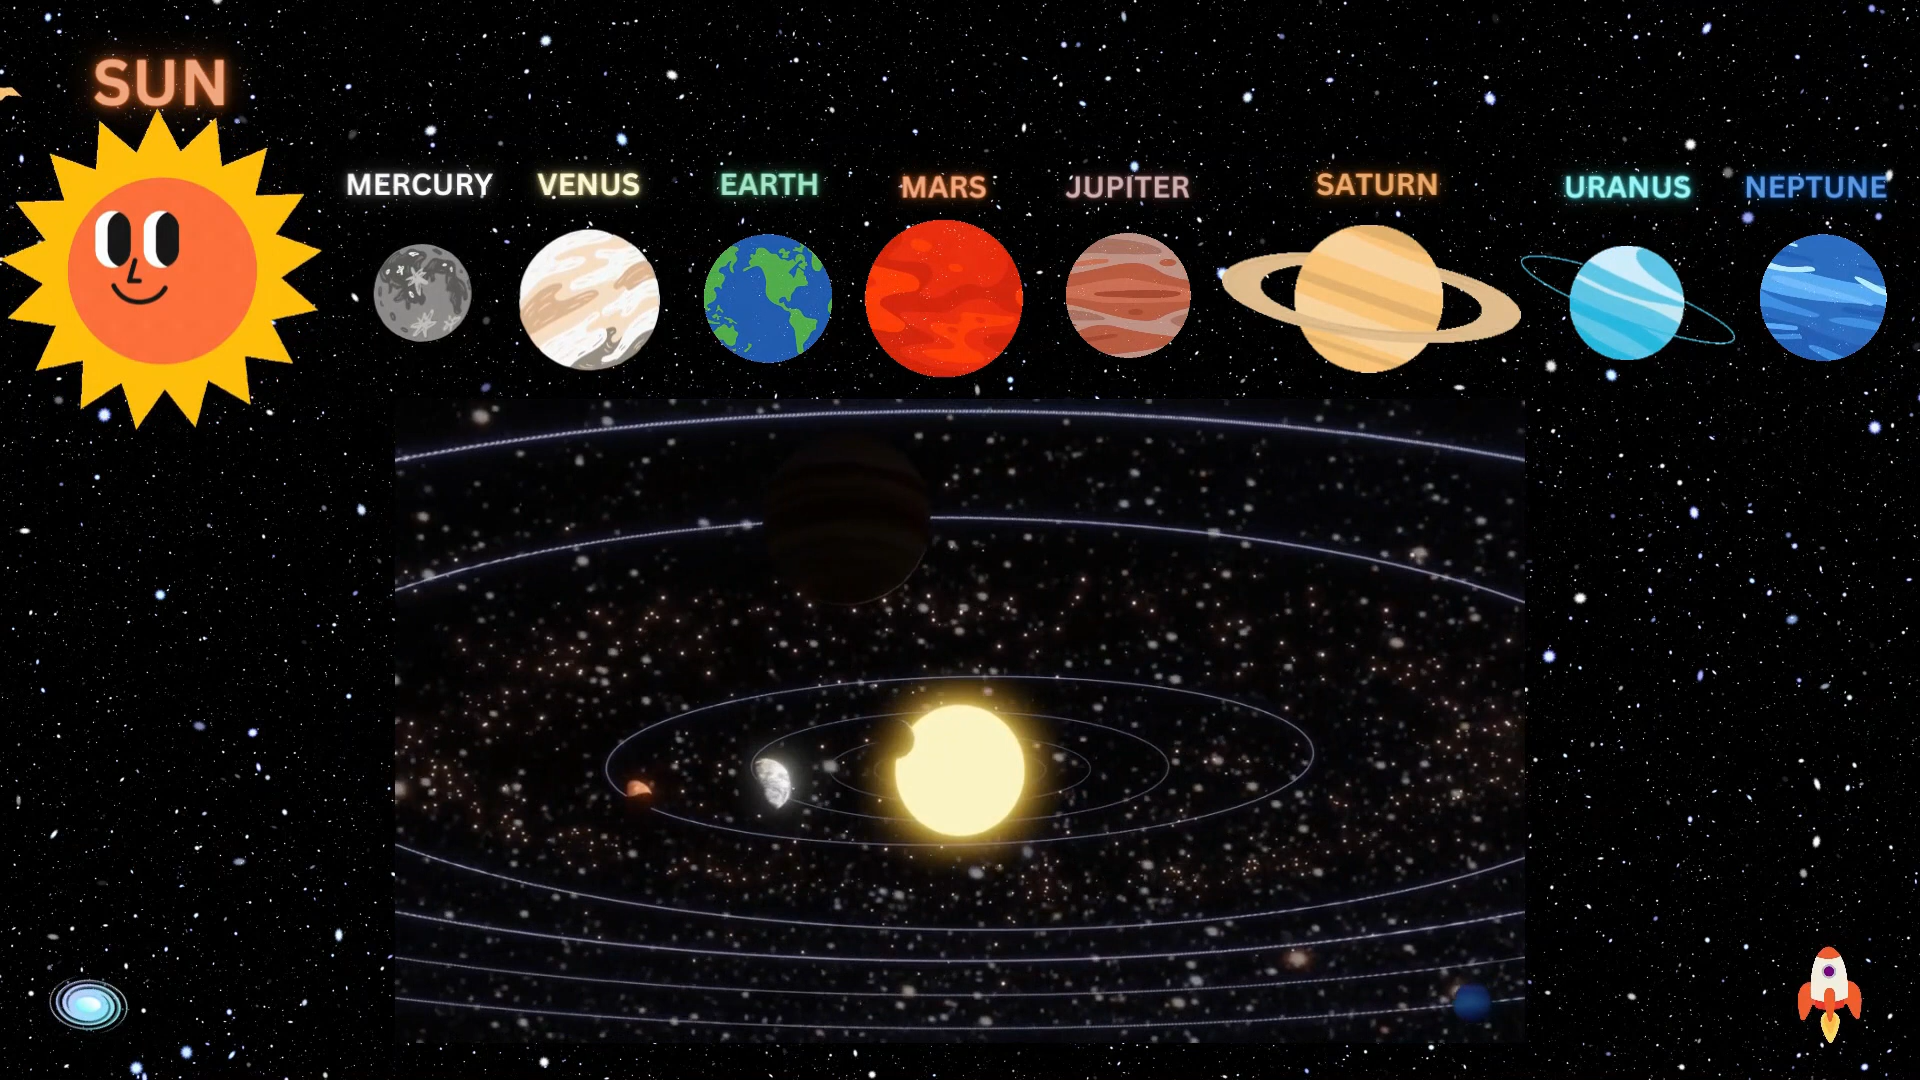 SUN
MERCURY
VENUS
EARTH
MARS
JUPITER
SATURN
URANUS
NEPTUNE